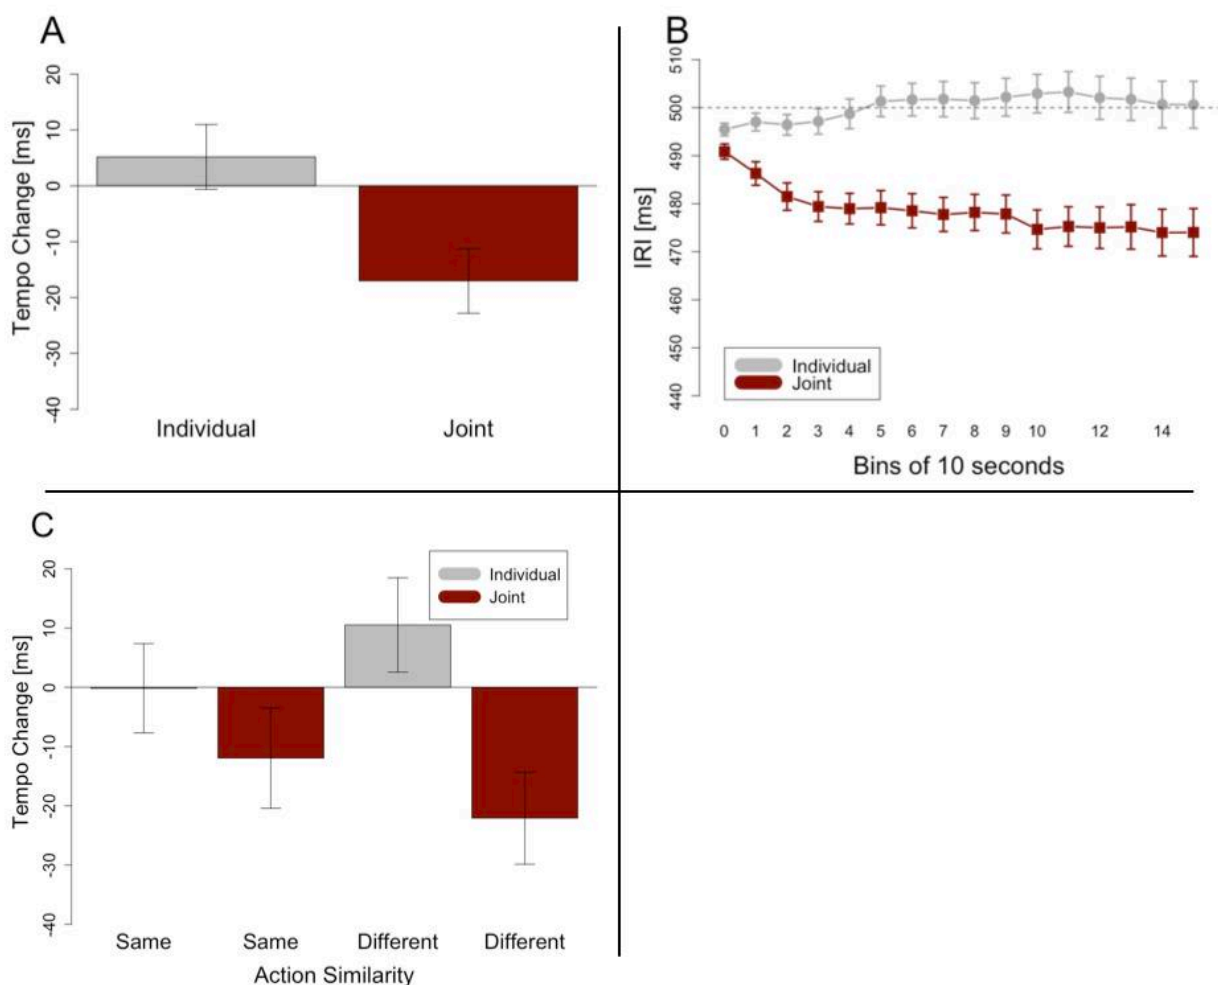 A
Tempo Change [ms]
20
10
0
-10
-20
-30
-40
Individual Joint
B
IRI [ms]
510
500
490
480
470
460
450
440
Individual
Joint
0 1 2 3 4 5 6 7 8 9 10 12 14
Bins of 10 seconds
C
Tempo Change [ms]
20
10
0
-10
-20
-30
-40
Individual
Joint
Same Same Different Different
Action Similarity